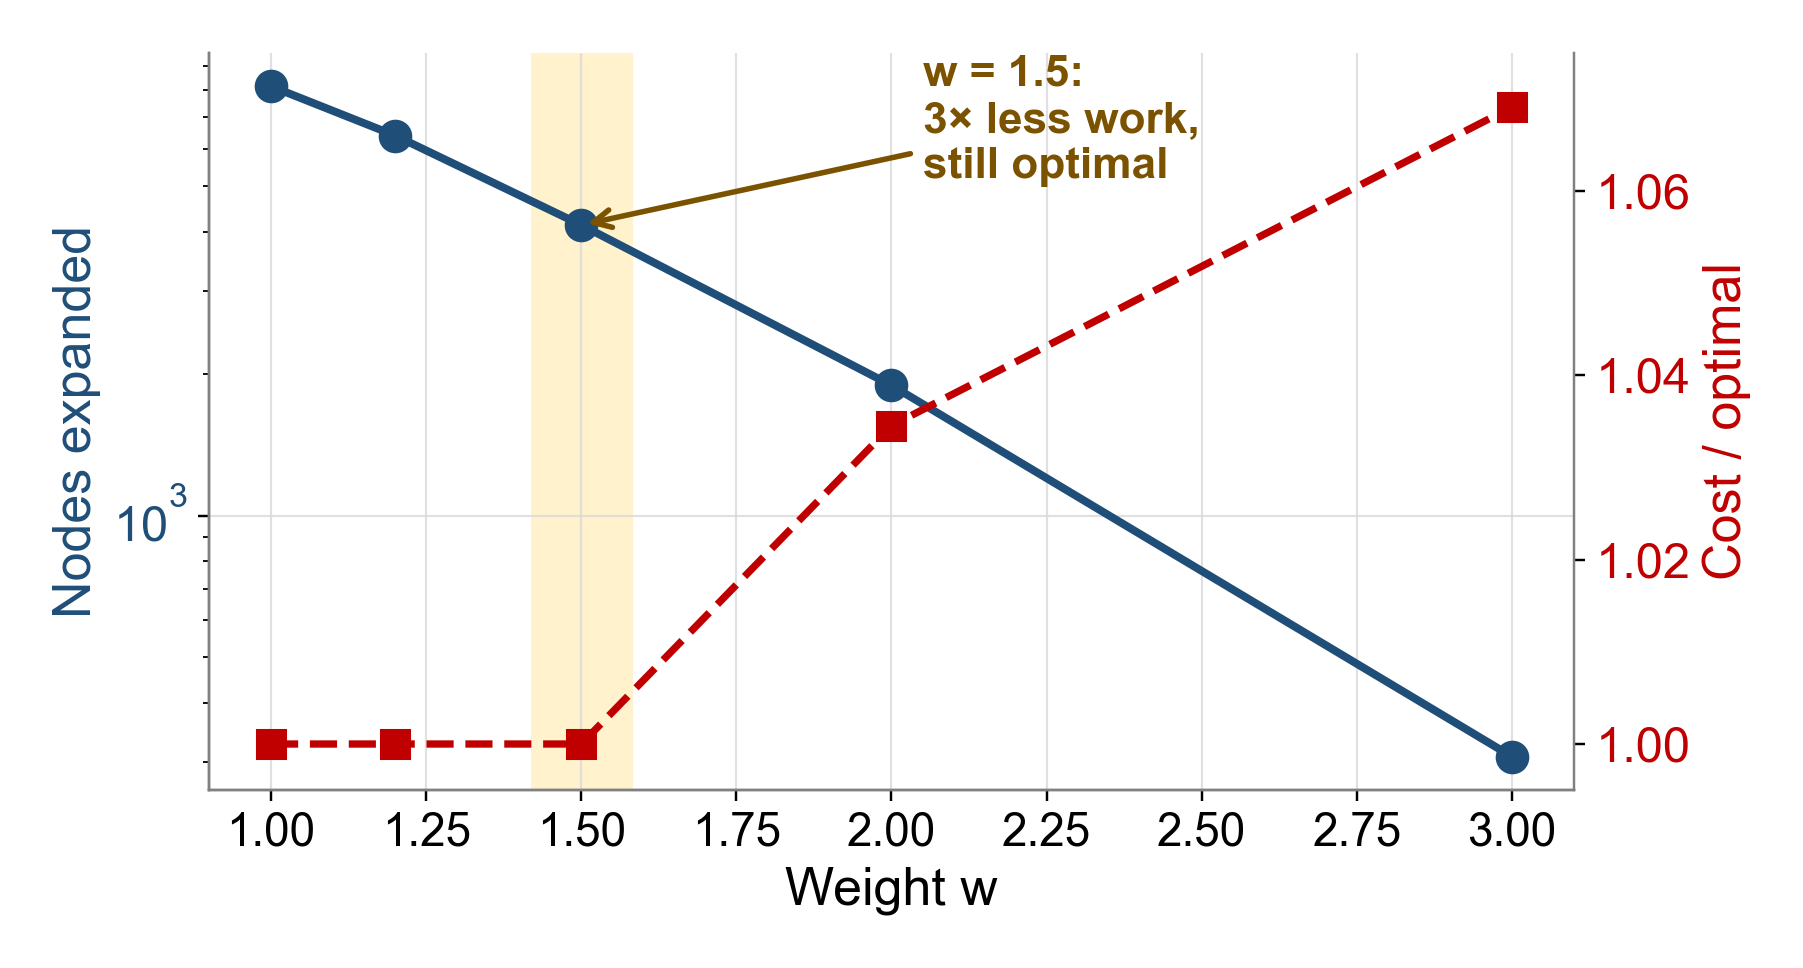 w = 1.5:
3× less work,
still optimal
Nodes expanded
10³
1.06
1.04
1.02
1.00
Cost / optimal
1.00 1.25 1.50 1.75 2.00 2.25 2.50 2.75 3.00
Weight w